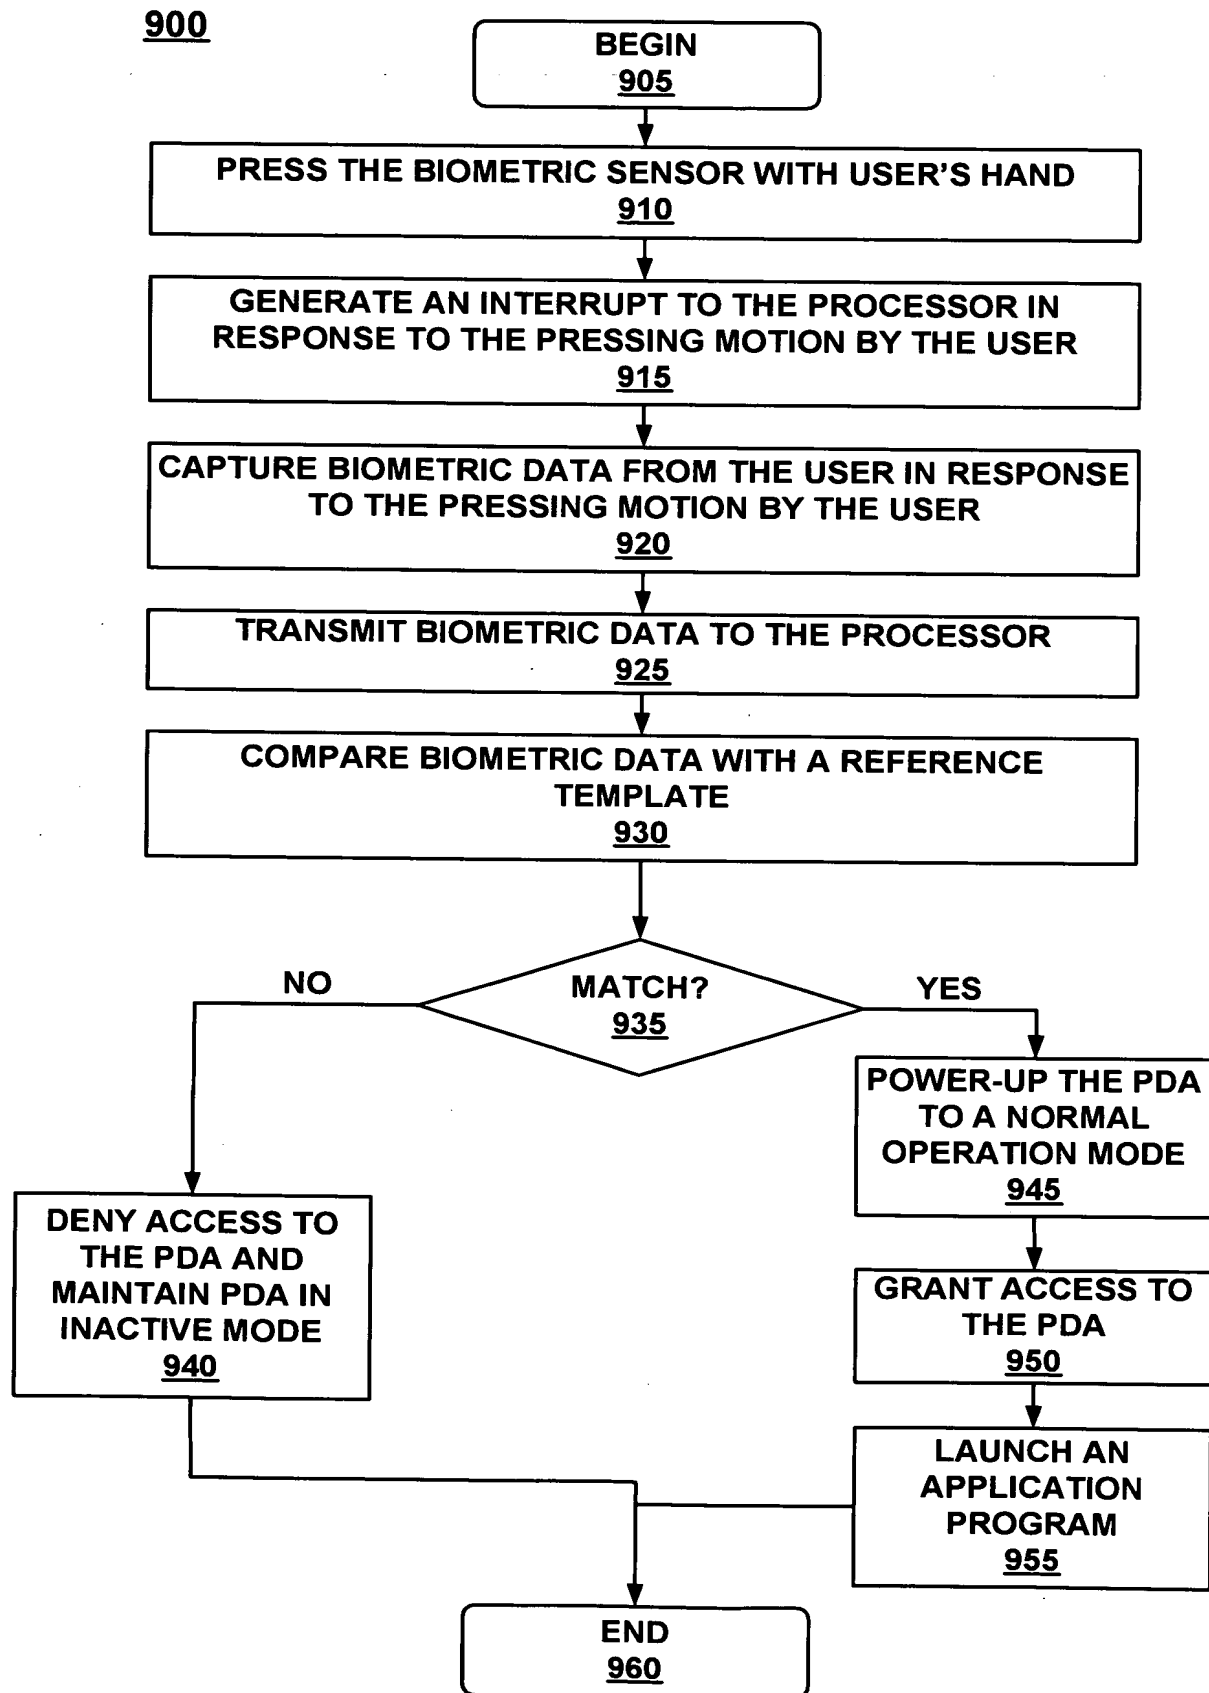 900
BEGIN
905
PRESS THE BIOMETRIC SENSOR WITH USER'S HAND
910
GENERATE AN INTERRUPT TO THE PROCESSOR IN
RESPONSE TO THE PRESSING MOTION BY THE USER
915
CAPTURE BIOMETRIC DATA FROM THE USER IN RESPONSE
TO THE PRESSING MOTION BY THE USER
920
TRANSMIT BIOMETRIC DATA TO THE PROCESSOR
925
COMPARE BIOMETRIC DATA WITH A REFERENCE
TEMPLATE
930
MATCH?
935
NO
YES
POWER-UP THE PDA
TO A NORMAL
OPERATION MODE
945
DENY ACCESS TO
THE PDA AND
MAINTAIN PDA IN
INACTIVE MODE
940
GRANT ACCESS TO
THE PDA
950
LAUNCH AN
APPLICATION
PROGRAM
955
END
960